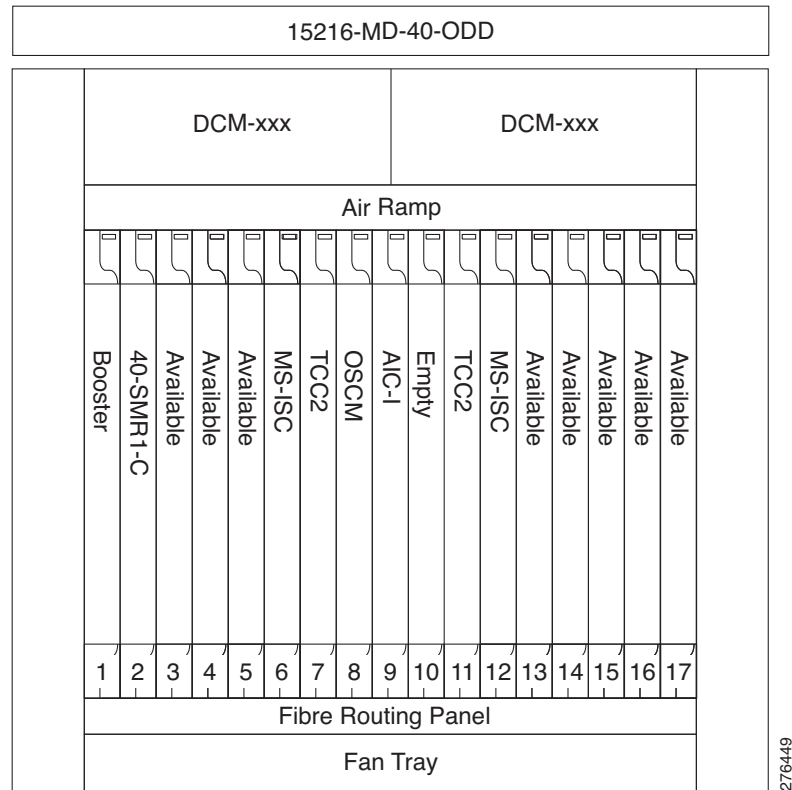 15216-MD-40-ODD
DCM-xxx
DCM-xxx
Air Ramp
Booster
40-SMR1-C
Available
Available
Available
MS-ISC
TCC2
OSCM
AIC-I
Empty
TCC2
MS-ISC
Available
Available
Available
Available
Available
1 2 3 4 5 6 7 8 9 10 11 12 13 14 15 16 17
Fibre Routing Panel
Fan Tray
276449